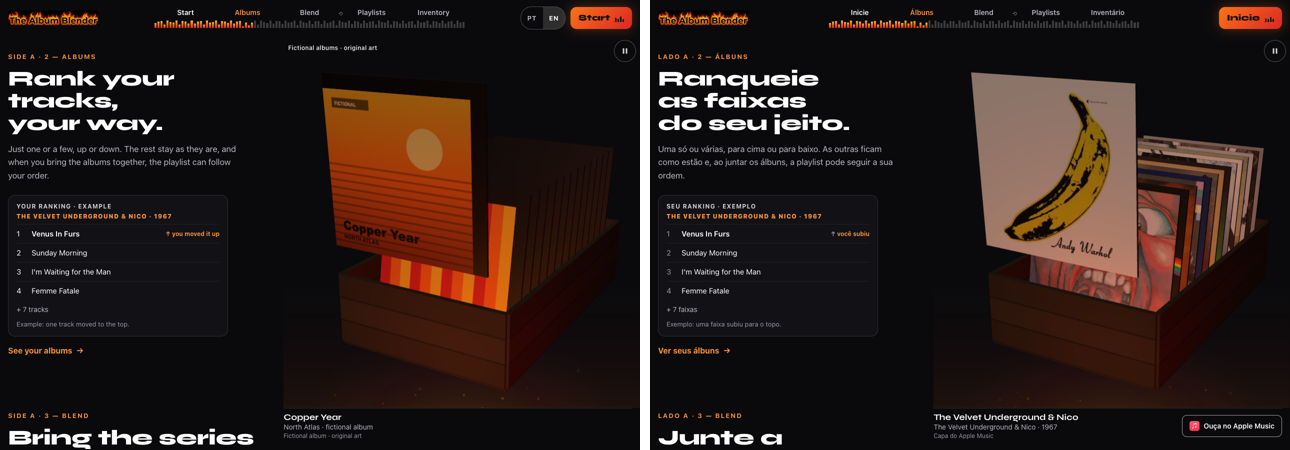 The Album Blender
Start
Albums
Blend
Playlists
Inventory
PT
EN
Start
Fictional albums · original art
SIDE A · 2 — ALBUMS
Rank your
tracks,
your way.
Just one or a few, up or down. The rest stay as they are, and
when you bring the albums together, the playlist can follow
your order.
YOUR RANKING · EXAMPLE
THE VELVET UNDERGROUND & NICO · 1967
1 Venus In Furs ↑ you moved it up
2 Sunday Morning
3 I'm Waiting for the Man
4 Femme Fatale
+ 7 tracks
Example: one track moved to the top.
See your albums →
FICTIONAL
Copper Year
NORTH ATLAS
SIDE A · 3 — BLEND
Bring the series
Copper Year
North Atlas · fictional album
Fictional album · original art
The Album Blender
Início
Álbuns
Blend
Playlists
Inventário
Inicie
LADO A · 2 — ÁLBUNS
Ranqueie
as faixas
do seu jeito.
Uma só ou várias, para cima ou para baixo. As outras ficam
como estão e, ao juntar os álbuns, a playlist pode seguir a sua
ordem.
SEU RANKING · EXEMPLO
THE VELVET UNDERGROUND & NICO · 1967
1 Venus In Furs ↑ você subiu
2 Sunday Morning
3 I'm Waiting for the Man
4 Femme Fatale
+ 7 faixas
Exemplo: uma faixa subiu para o topo.
Ver seus álbuns →
Andy Warhol
LADO A · 3 — BLEND
Junte a
The Velvet Underground & Nico
The Velvet Underground & Nico · 1967
Capa do Apple Music
Ouça no Apple Music